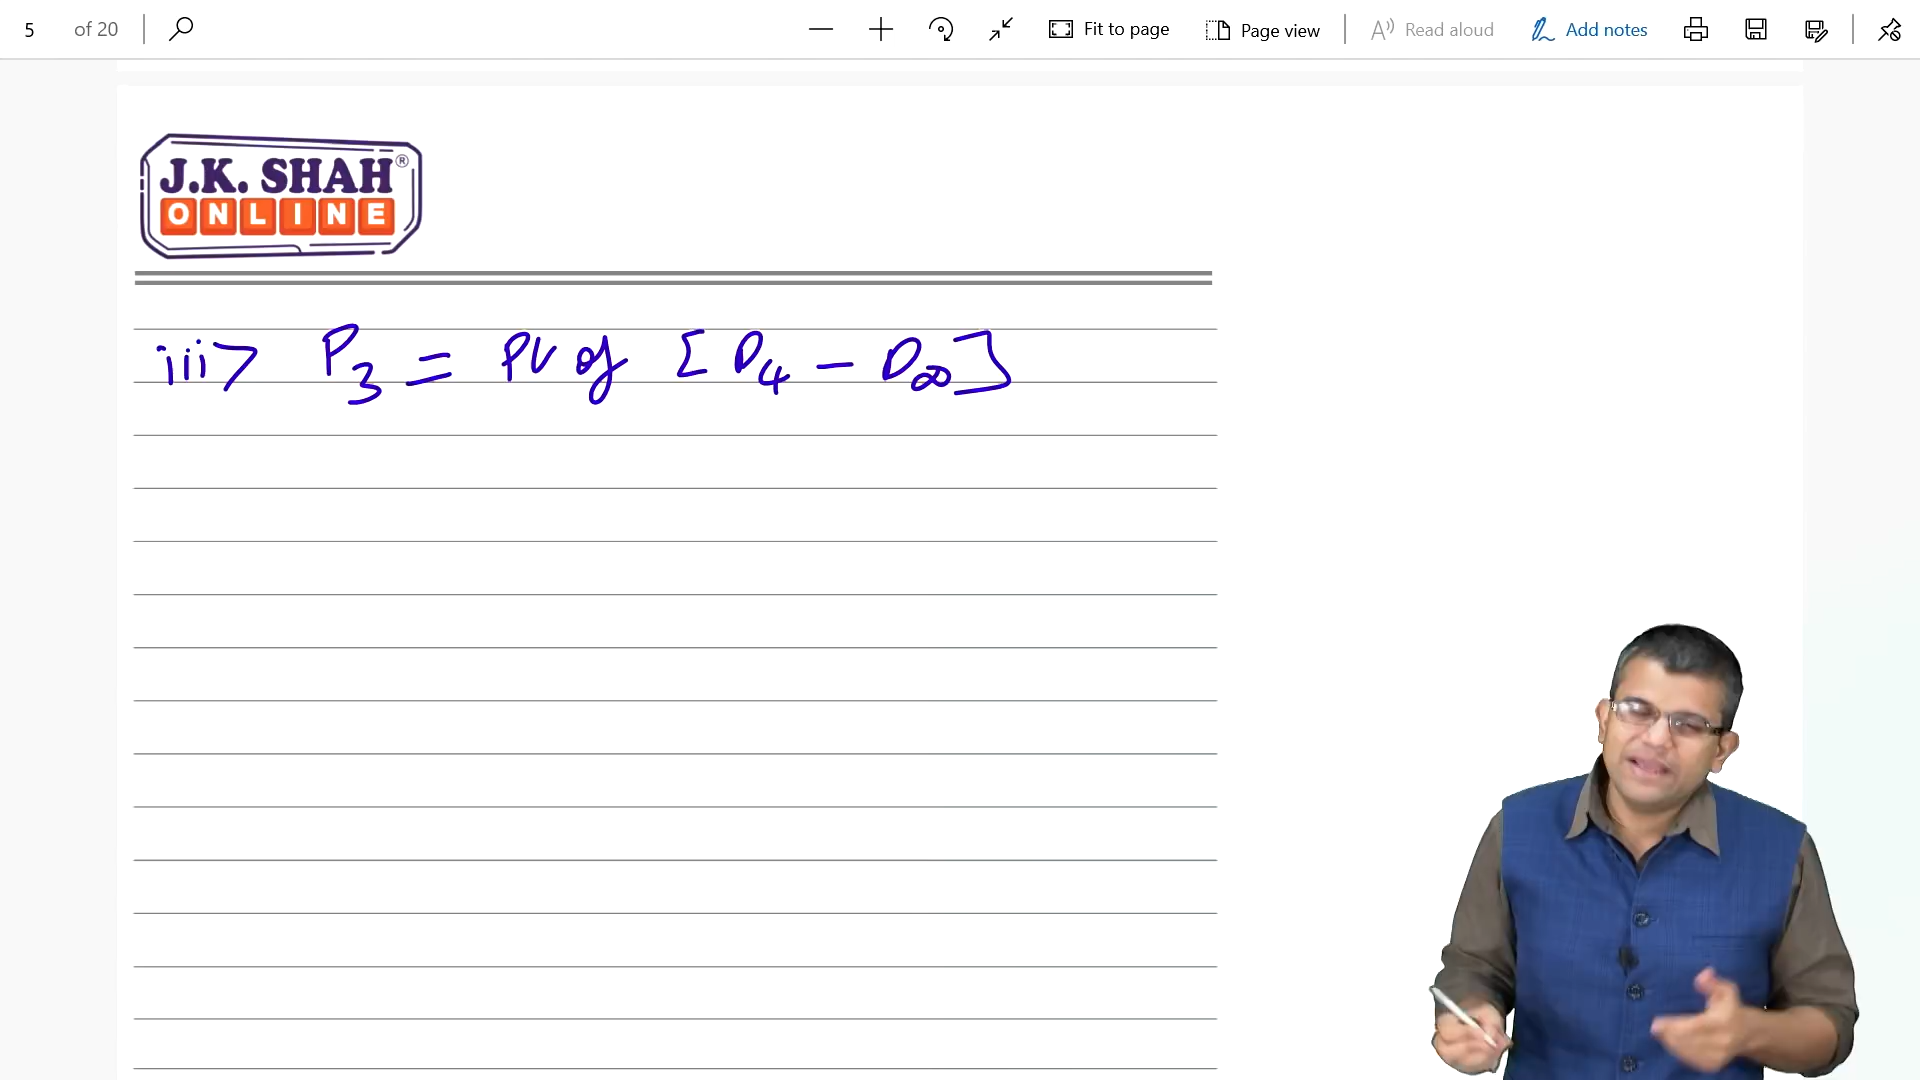 5 of 20 Fit to page Page view Read aloud Add notes
J.K. SHAH®
ONLINE
iii> P₃ = PV of [D₄ – D∞]